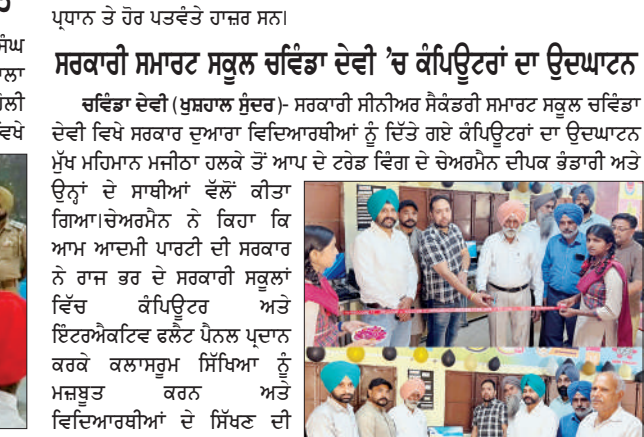 ਸਿੰਘ
ਾਲਾ
ਹੋਲੀ
ਵਿਖੇ
ਪ੍ਰਧਾਨ ਤੇ ਹੋਰ ਪਤਵੰਤੇ ਹਾਜ਼ਰ ਸਨ।
ਸਰਕਾਰੀ ਸਮਾਰਟ ਸਕੂਲ ਚਵਿੰਡਾ ਦੇਵੀ ’ਚ ਕੰਪਿਊਟਰਾਂ ਦਾ ਉਦਘਾਟਨ
ਚਵਿੰਡਾ ਦੇਵੀ (ਖੁਸ਼ਹਾਲ ਸੁੰਦਰ)- ਸਰਕਾਰੀ ਸੀਨੀਅਰ ਸੈਕੰਡਰੀ ਸਮਾਰਟ ਸਕੂਲ ਚਵਿੰਡਾ
ਦੇਵੀ ਵਿਖੇ ਸਰਕਾਰ ਦੁਆਰਾ ਵਿਦਿਆਰਥੀਆਂ ਨੂੰ ਦਿੱਤੇ ਗਏ ਕੰਪਿਊਟਰਾਂ ਦਾ ਉਦਘਾਟਨ
ਮੁੱਖ ਮਹਿਮਾਨ ਮਜੀਠਾ ਹਲਕੇ ਤੋਂ ਆਪ ਦੇ ਟਰੇਡ ਵਿੰਗ ਦੇ ਚੇਅਰਮੈਨ ਦੀਪਕ ਭੰਡਾਰੀ ਅਤੇ
ਉਨ੍ਹਾਂ ਦੇ ਸਾਥੀਆਂ ਵੱਲੋਂ ਕੀਤਾ
ਗਿਆ।ਚੇਅਰਮੈਨ ਨੇ ਕਿਹਾ ਕਿ
ਆਮ ਆਦਮੀ ਪਾਰਟੀ ਦੀ ਸਰਕਾਰ
ਨੇ ਰਾਜ ਭਰ ਦੇ ਸਰਕਾਰੀ ਸਕੂਲਾਂ
ਵਿੱਚ ਕੰਪਿਊਟਰ ਅਤੇ
ਇੰਟਰਐਕਟਿਵ ਫਲੈਟ ਪੈਨਲ ਪ੍ਰਦਾਨ
ਕਰਕੇ ਕਲਾਸਰੂਮ ਸਿੱਖਿਆ ਨੂੰ
ਮਜ਼ਬੂਤ ਕਰਨ ਅਤੇ
ਵਿਦਿਆਰਥੀਆਂ ਦੇ ਸਿੱਖਣ ਦੀ